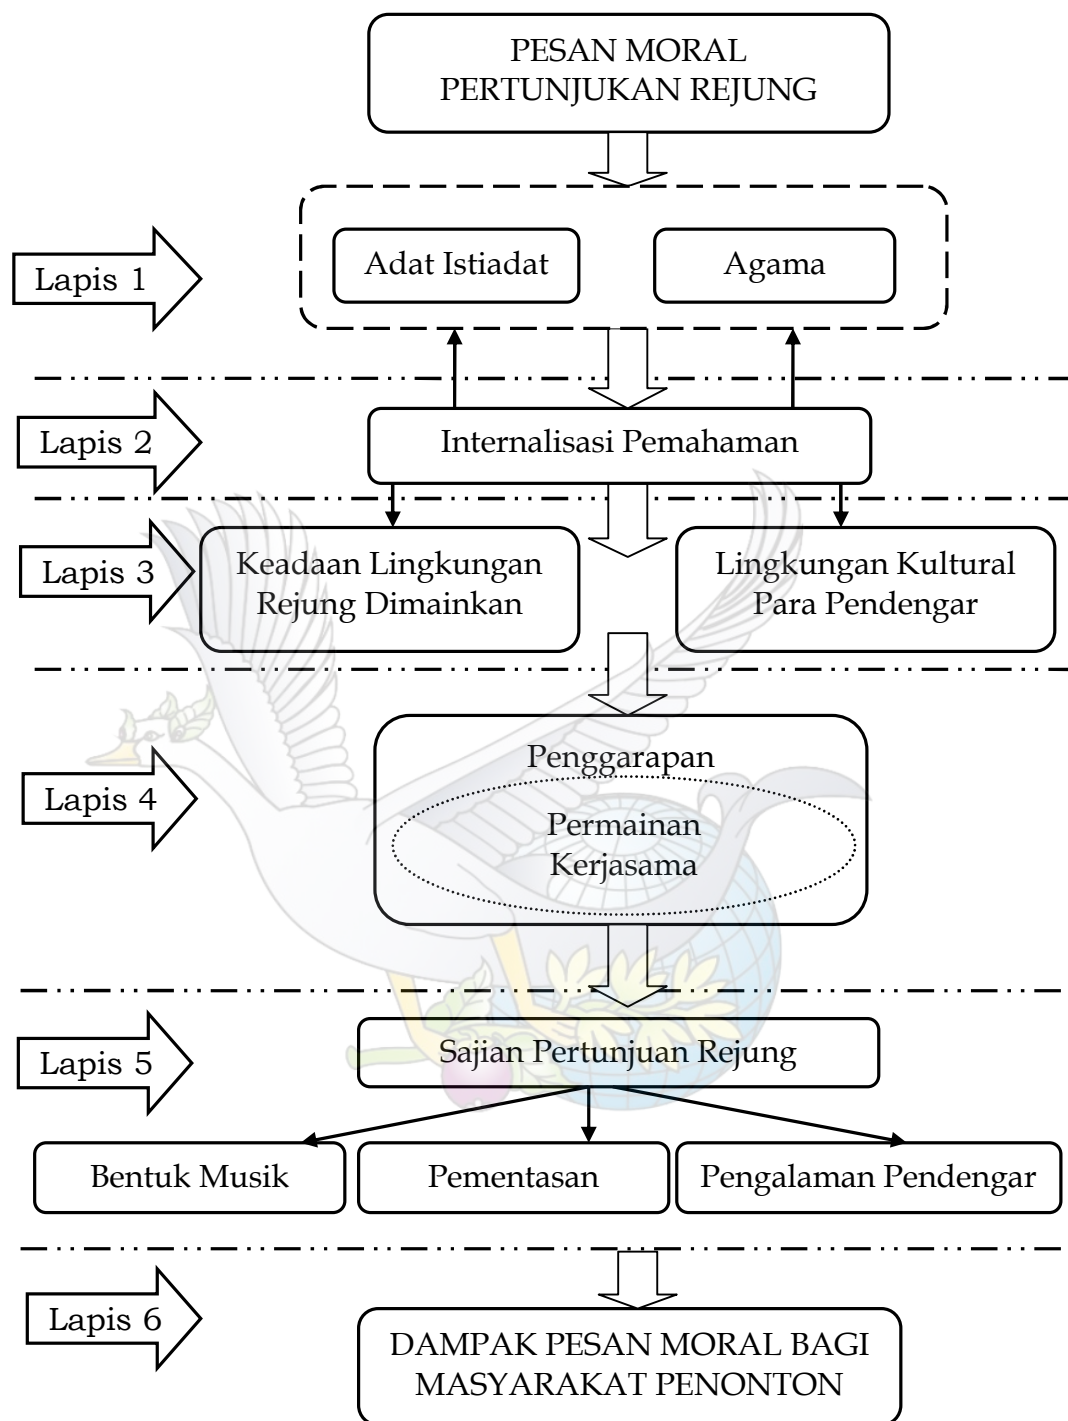 PESAN MORAL
PERTUNJUKAN REJUNG
Lapis 1
Adat Istiadat
Agama
Lapis 2
Internalisasi Pemahaman
Lapis 3
Keadaan Lingkungan
Rejung Dimainkan
Lingkungan Kultural
Para Pendengar
Lapis 4
Penggarapan
Permainan
Kerjasama
Lapis 5
Sajian Pertunjuan Rejung
Bentuk Musik
Pementasan
Pengalaman Pendengar
Lapis 6
DAMPAK PESAN MORAL BAGI
MASYARAKAT PENONTON